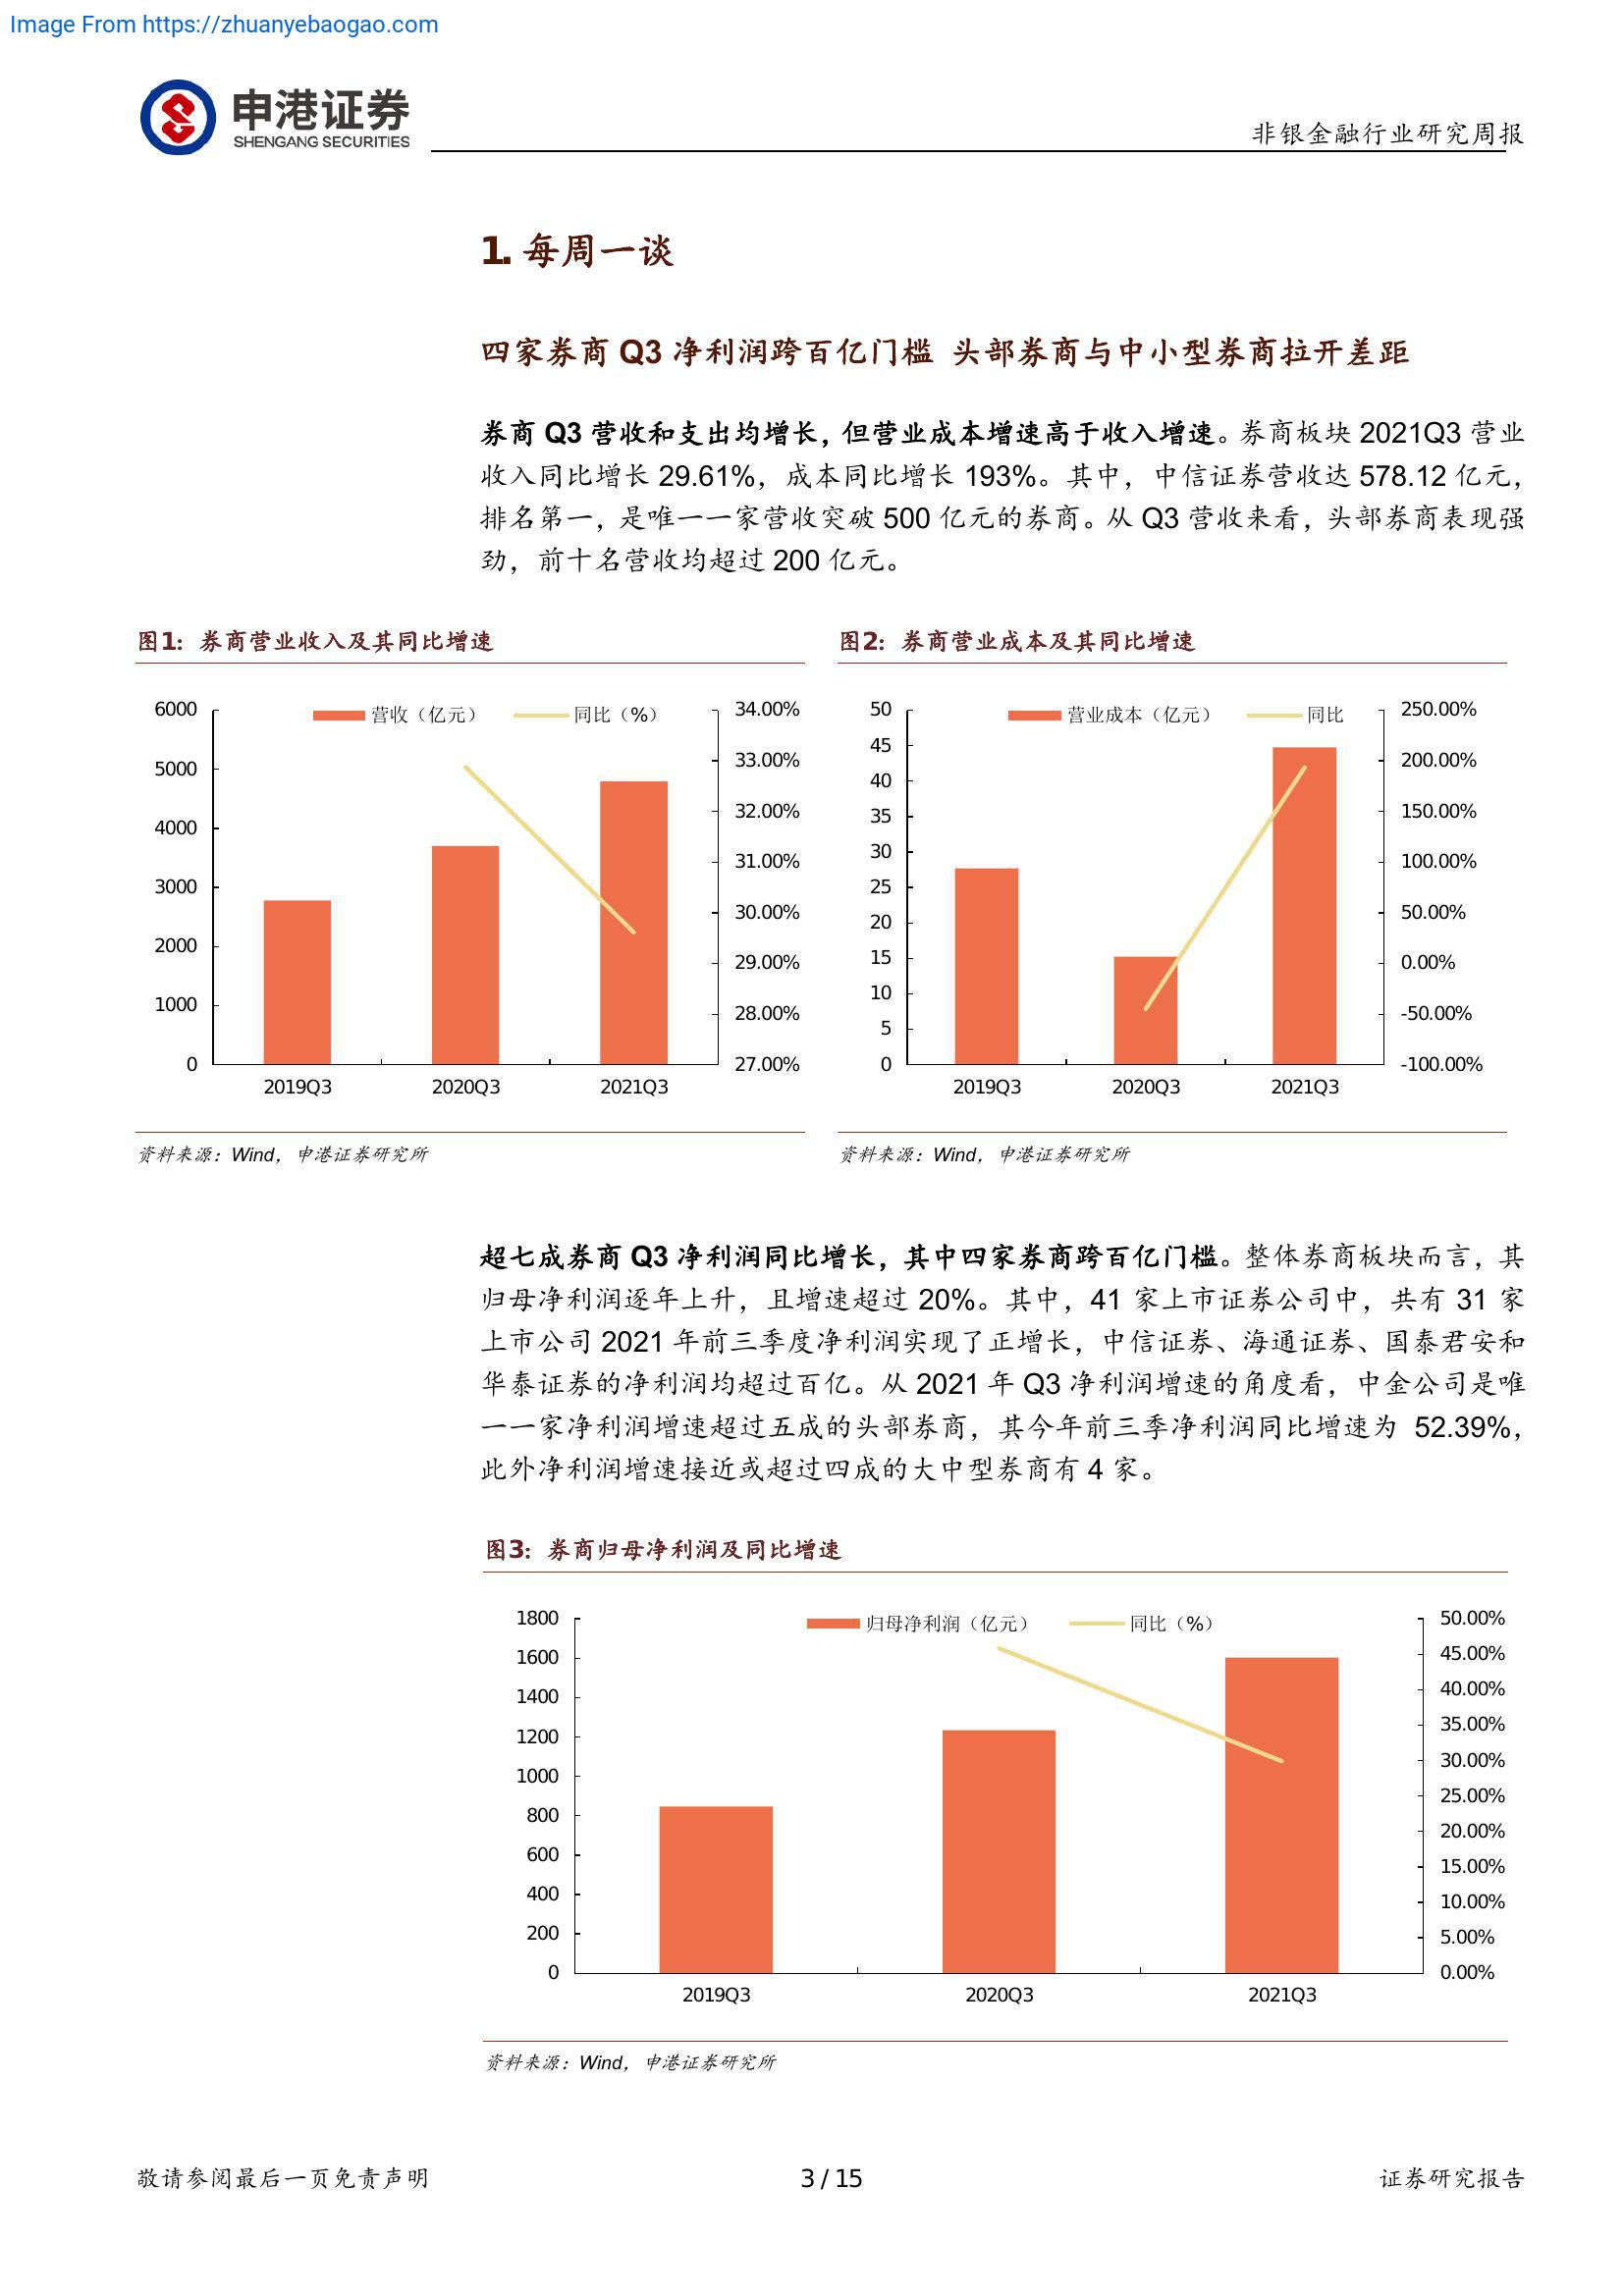 Image From https://zhuanyebaogao.com
申港证券
SHENGANG SECURITIES
非银金融行业研究周报
1. 每周一谈
四家券商 Q3 净利润跨百亿门槛 头部券商与中小型券商拉开差距
券商 Q3 营收和支出均增长，但营业成本增速高于收入增速。券商板块 2021Q3 营业
收入同比增长 29.61%，成本同比增长 193%。其中，中信证券营收达 578.12 亿元，
排名第一，是唯一一家营收突破 500 亿元的券商。从 Q3 营收来看，头部券商表现强
劲，前十名营收均超过 200 亿元。
图1：券商营业收入及其同比增速
营收（亿元）
同比（%）
6000
5000
4000
3000
2000
1000
0
34.00%
33.00%
32.00%
31.00%
30.00%
29.00%
28.00%
27.00%
2019Q3
2020Q3
2021Q3
资料来源：Wind，申港证券研究所
图2：券商营业成本及其同比增速
营业成本（亿元）
同比
50
45
40
35
30
25
20
15
10
5
0
250.00%
200.00%
150.00%
100.00%
50.00%
0.00%
-50.00%
-100.00%
2019Q3
2020Q3
2021Q3
资料来源：Wind，申港证券研究所
超七成券商 Q3 净利润同比增长，其中四家券商跨百亿门槛。整体券商板块而言，其
归母净利润逐年上升，且增速超过 20%。其中，41 家上市证券公司中，共有 31 家
上市公司 2021 年前三季度净利润实现了正增长，中信证券、海通证券、国泰君安和
华泰证券的净利润均超过百亿。从 2021 年 Q3 净利润增速的角度看，中金公司是唯
一一家净利润增速超过五成的头部券商，其今年前三季净利润同比增速为 52.39%，
此外净利润增速接近或超过四成的大中型券商有 4 家。
图3：券商归母净利润及同比增速
归母净利润（亿元）
同比（%）
1800
1600
1400
1200
1000
800
600
400
200
0
50.00%
45.00%
40.00%
35.00%
30.00%
25.00%
20.00%
15.00%
10.00%
5.00%
0.00%
2019Q3
2020Q3
2021Q3
资料来源：Wind，申港证券研究所
敬请参阅最后一页免责声明
3 / 15
证券研究报告